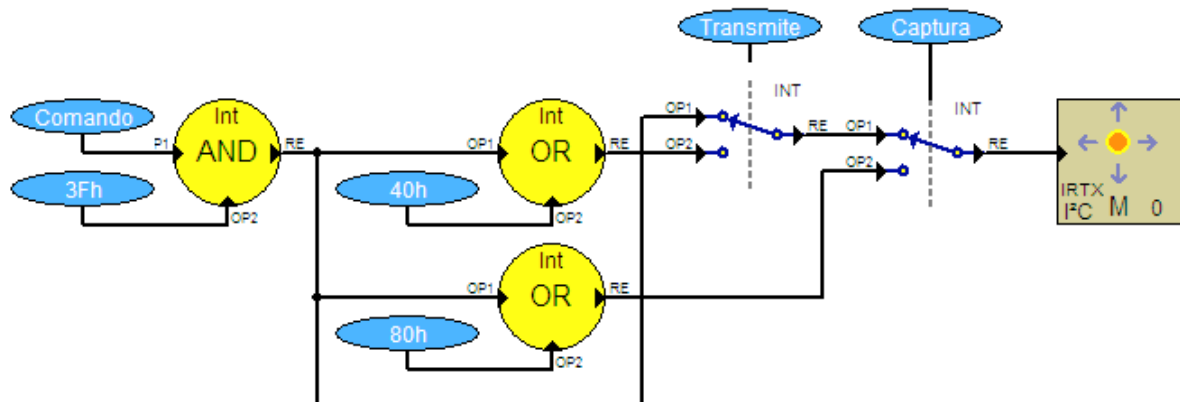 Transmite
Captura
Comando
Int
AND
P1
RE
3Fh
OP2
Int
OR
OP1
RE
40h
OP2
OP1
INT
RE
OP2
OP1
INT
RE
OP2
IRTX
I²C M 0
Int
OR
OP1
RE
80h
OP2